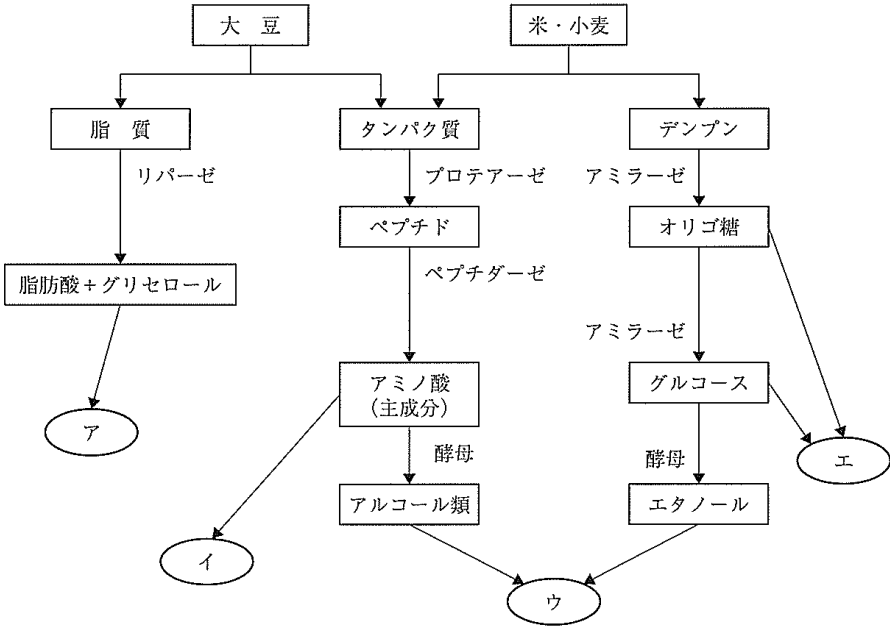 大 豆
米・小麦
脂 質
タンパク質
デンプン
リパーゼ
プロテアーゼ
アミラーゼ
ペプチド
オリゴ糖
脂肪酸+グリセロール
ペプチダーゼ
アミラーゼ
アミノ酸
(主成分)
グルコース
ア
酵母
酵母
エ
アルコール類
エタノール
イ
ウ